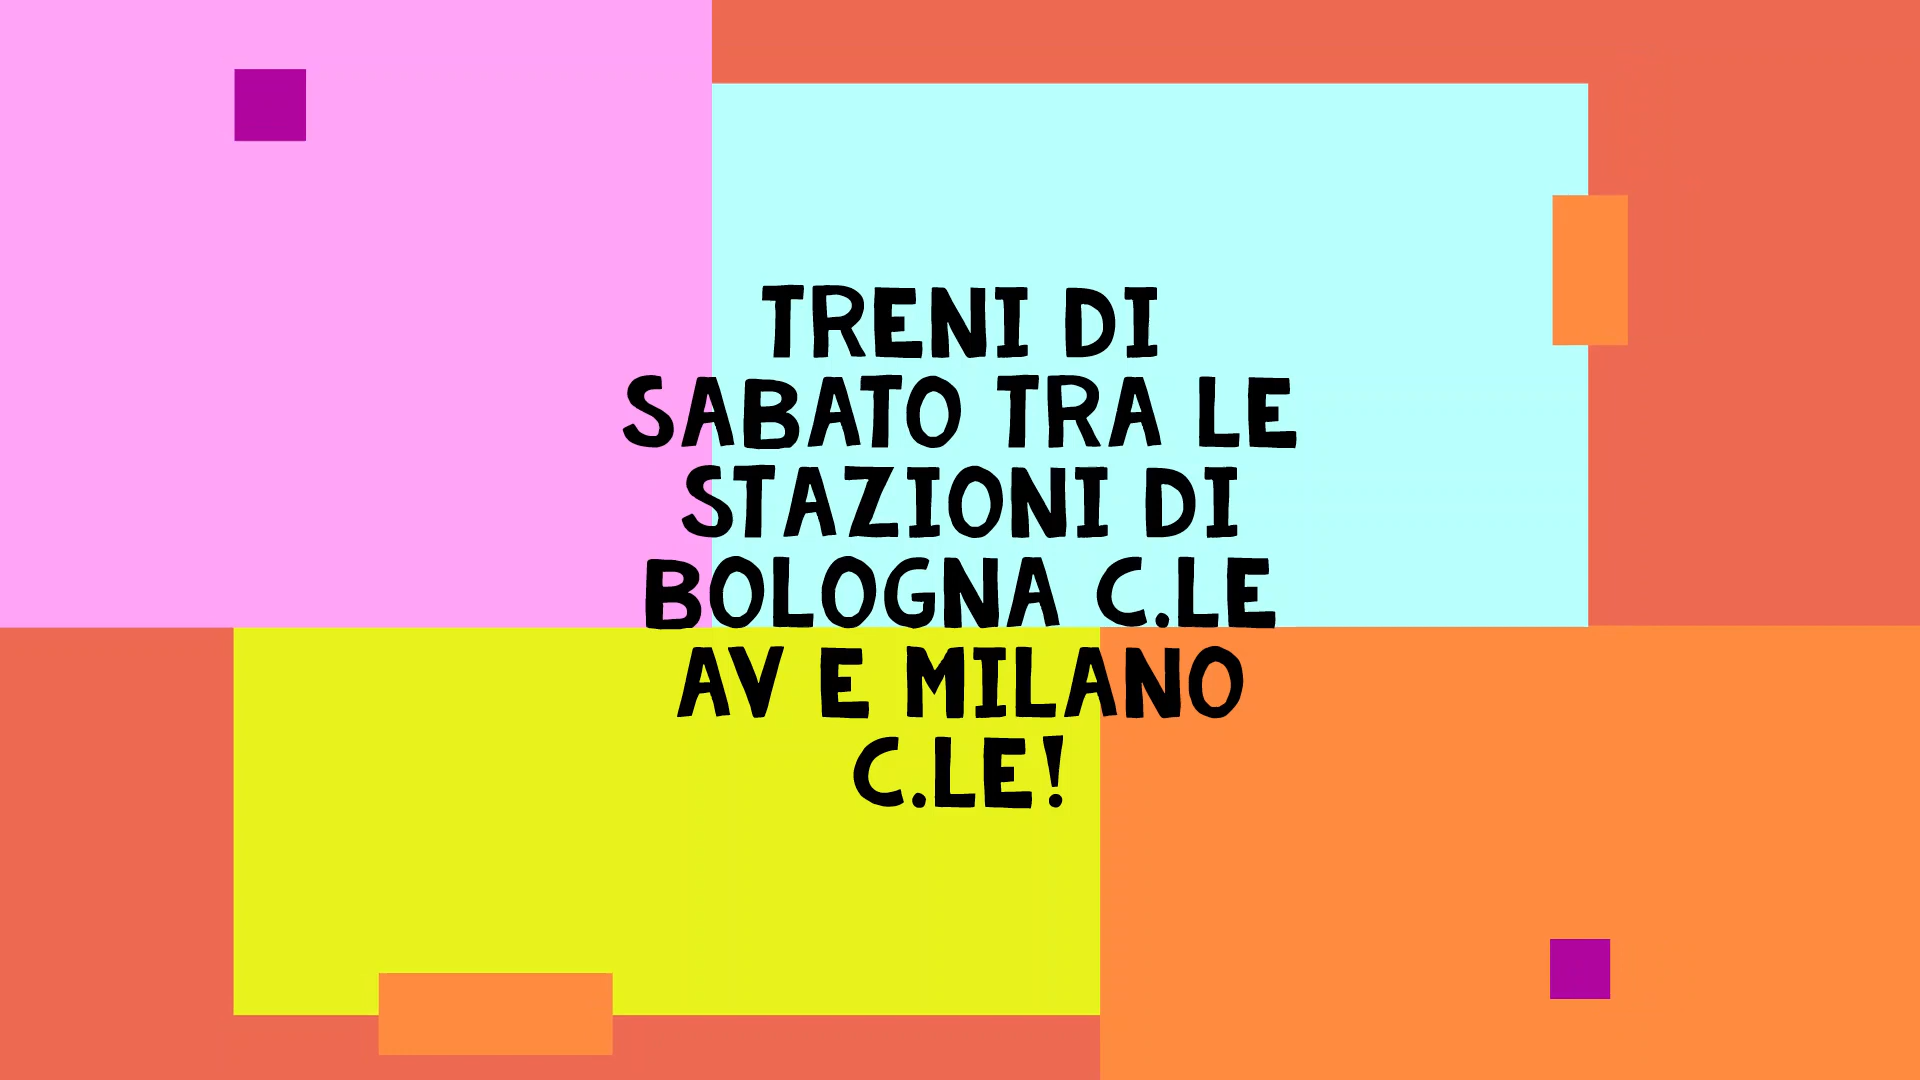 TRENI DI
SABATO TRA LE
STAZIONI DI
BOLOGNA C.LE
AV E MILANO
C.LE!